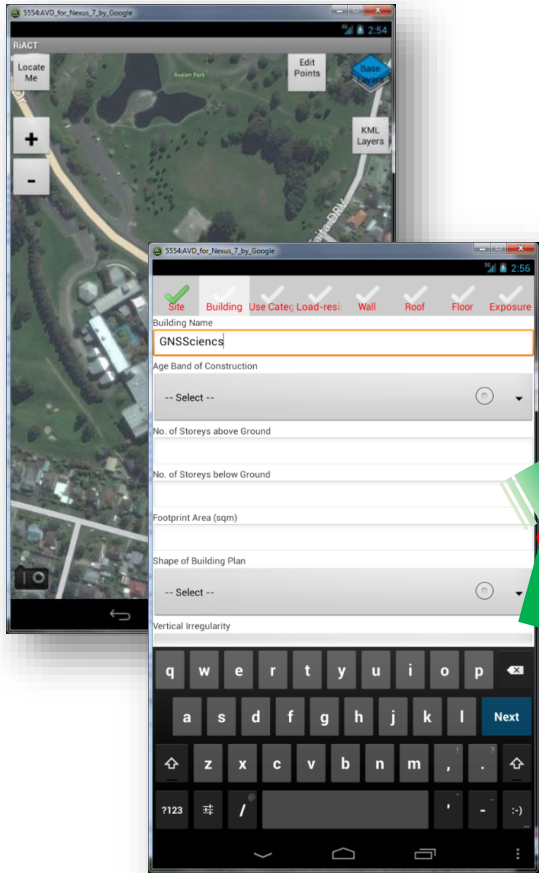 5554:AVD_for_Nexus_7_by_Google
3G 2:54
RiACT
Locate Me
Avalon Park
Edit Points
Base
KML Layers
+
-
5554:AVD_for_Nexus_7_by_Google
3G 2:56
Site Building Use Categ Load-resi Wall Roof Floor Exposure
Building Name
GNSSciencs
Age Band of Construction
-- Select --
No. of Storeys above Ground
No. of Storeys below Ground
Footprint Area (sqm)
Shape of Building Plan
-- Select --
Vertical Irregularity
q w e r t y u i o p
a s d f g h j k l Next
z x c v b n m , ! . ?
?123 / @ ' " - _ :-)